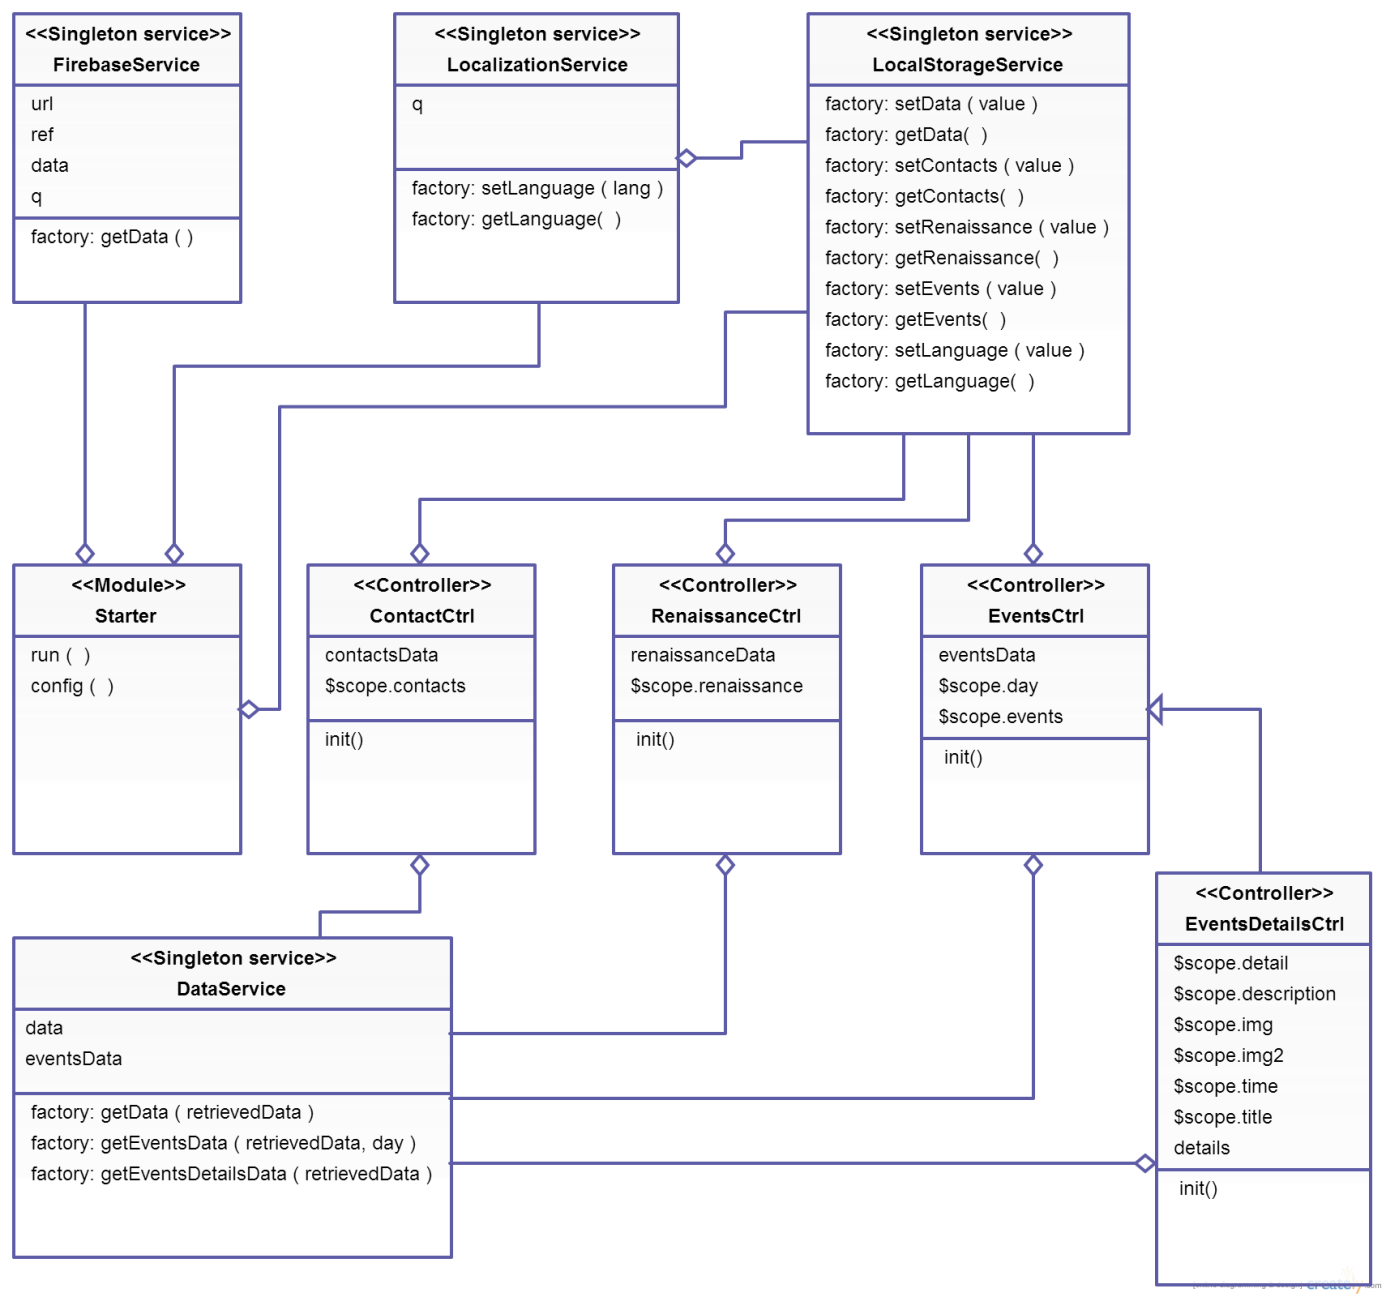 <<Singleton service>>
FirebaseService
url
ref
data
q
factory: getData ( )
<<Singleton service>>
LocalizationService
q
factory: setLanguage ( lang )
factory: getLanguage(  )
<<Singleton service>>
LocalStorageService
factory: setData ( value )
factory: getData(  )
factory: setContacts ( value )
factory: getContacts(  )
factory: setRenaissance ( value )
factory: getRenaissance(  )
factory: setEvents ( value )
factory: getEvents(  )
factory: setLanguage ( value )
factory: getLanguage(  )
<<Module>>
Starter
run (  )
config (  )
<<Controller>>
ContactCtrl
contactsData
$scope.contacts
init()
<<Controller>>
RenaissanceCtrl
renaissanceData
$scope.renaissance
init()
<<Controller>>
EventsCtrl
eventsData
$scope.day
$scope.events
init()
<<Singleton service>>
DataService
data
eventsData
factory: getData ( retrievedData )
factory: getEventsData ( retrievedData, day )
factory: getEventsDetailsData ( retrievedData )
<<Controller>>
EventsDetailsCtrl
$scope.detail
$scope.description
$scope.img
$scope.img2
$scope.time
$scope.title
details
init()
creately.com